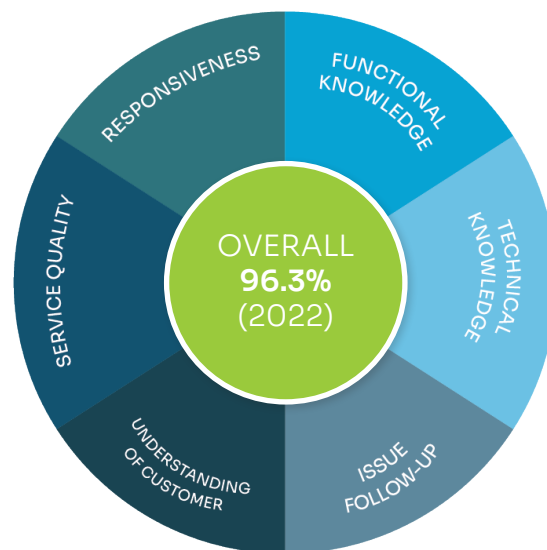 RESPONSIVENESS
FUNCTIONAL
KNOWLEDGE
TECHNICAL
KNOWLEDGE
ISSUE
FOLLOW-UP
UNDERSTANDING
OF CUSTOMER
SERVICE QUALITY
OVERALL
96.3%
(2022)